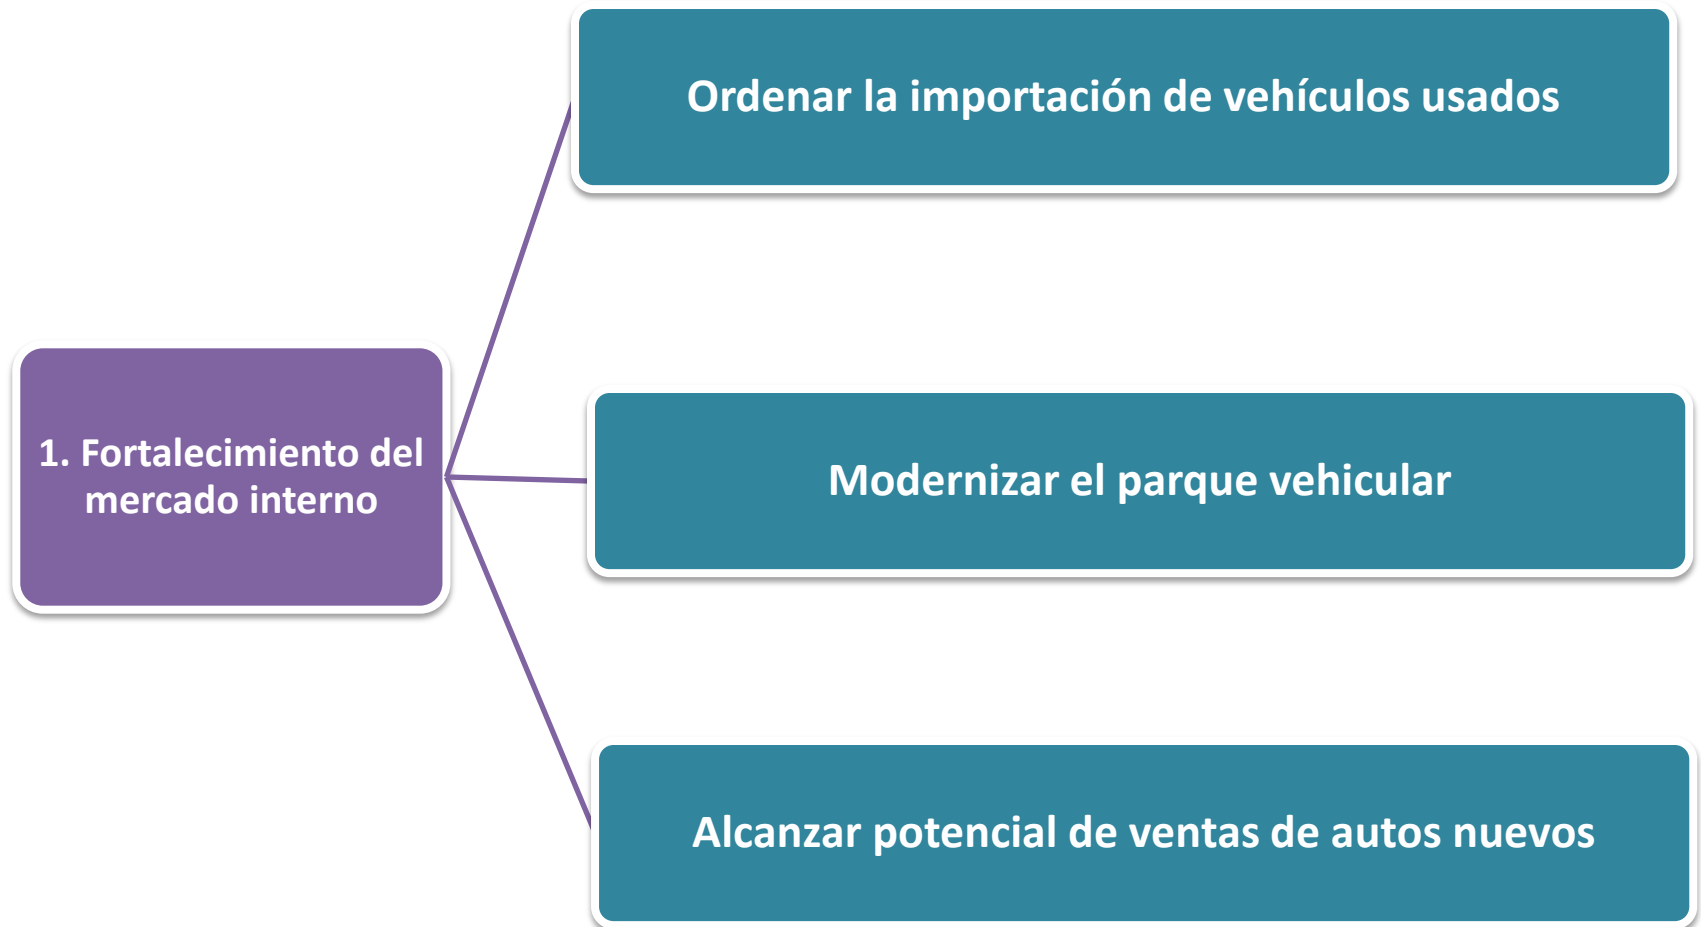 Ordenar la importación de vehículos usados
1. Fortalecimiento del
mercado interno
Modernizar el parque vehicular
Alcanzar potencial de ventas de autos nuevos